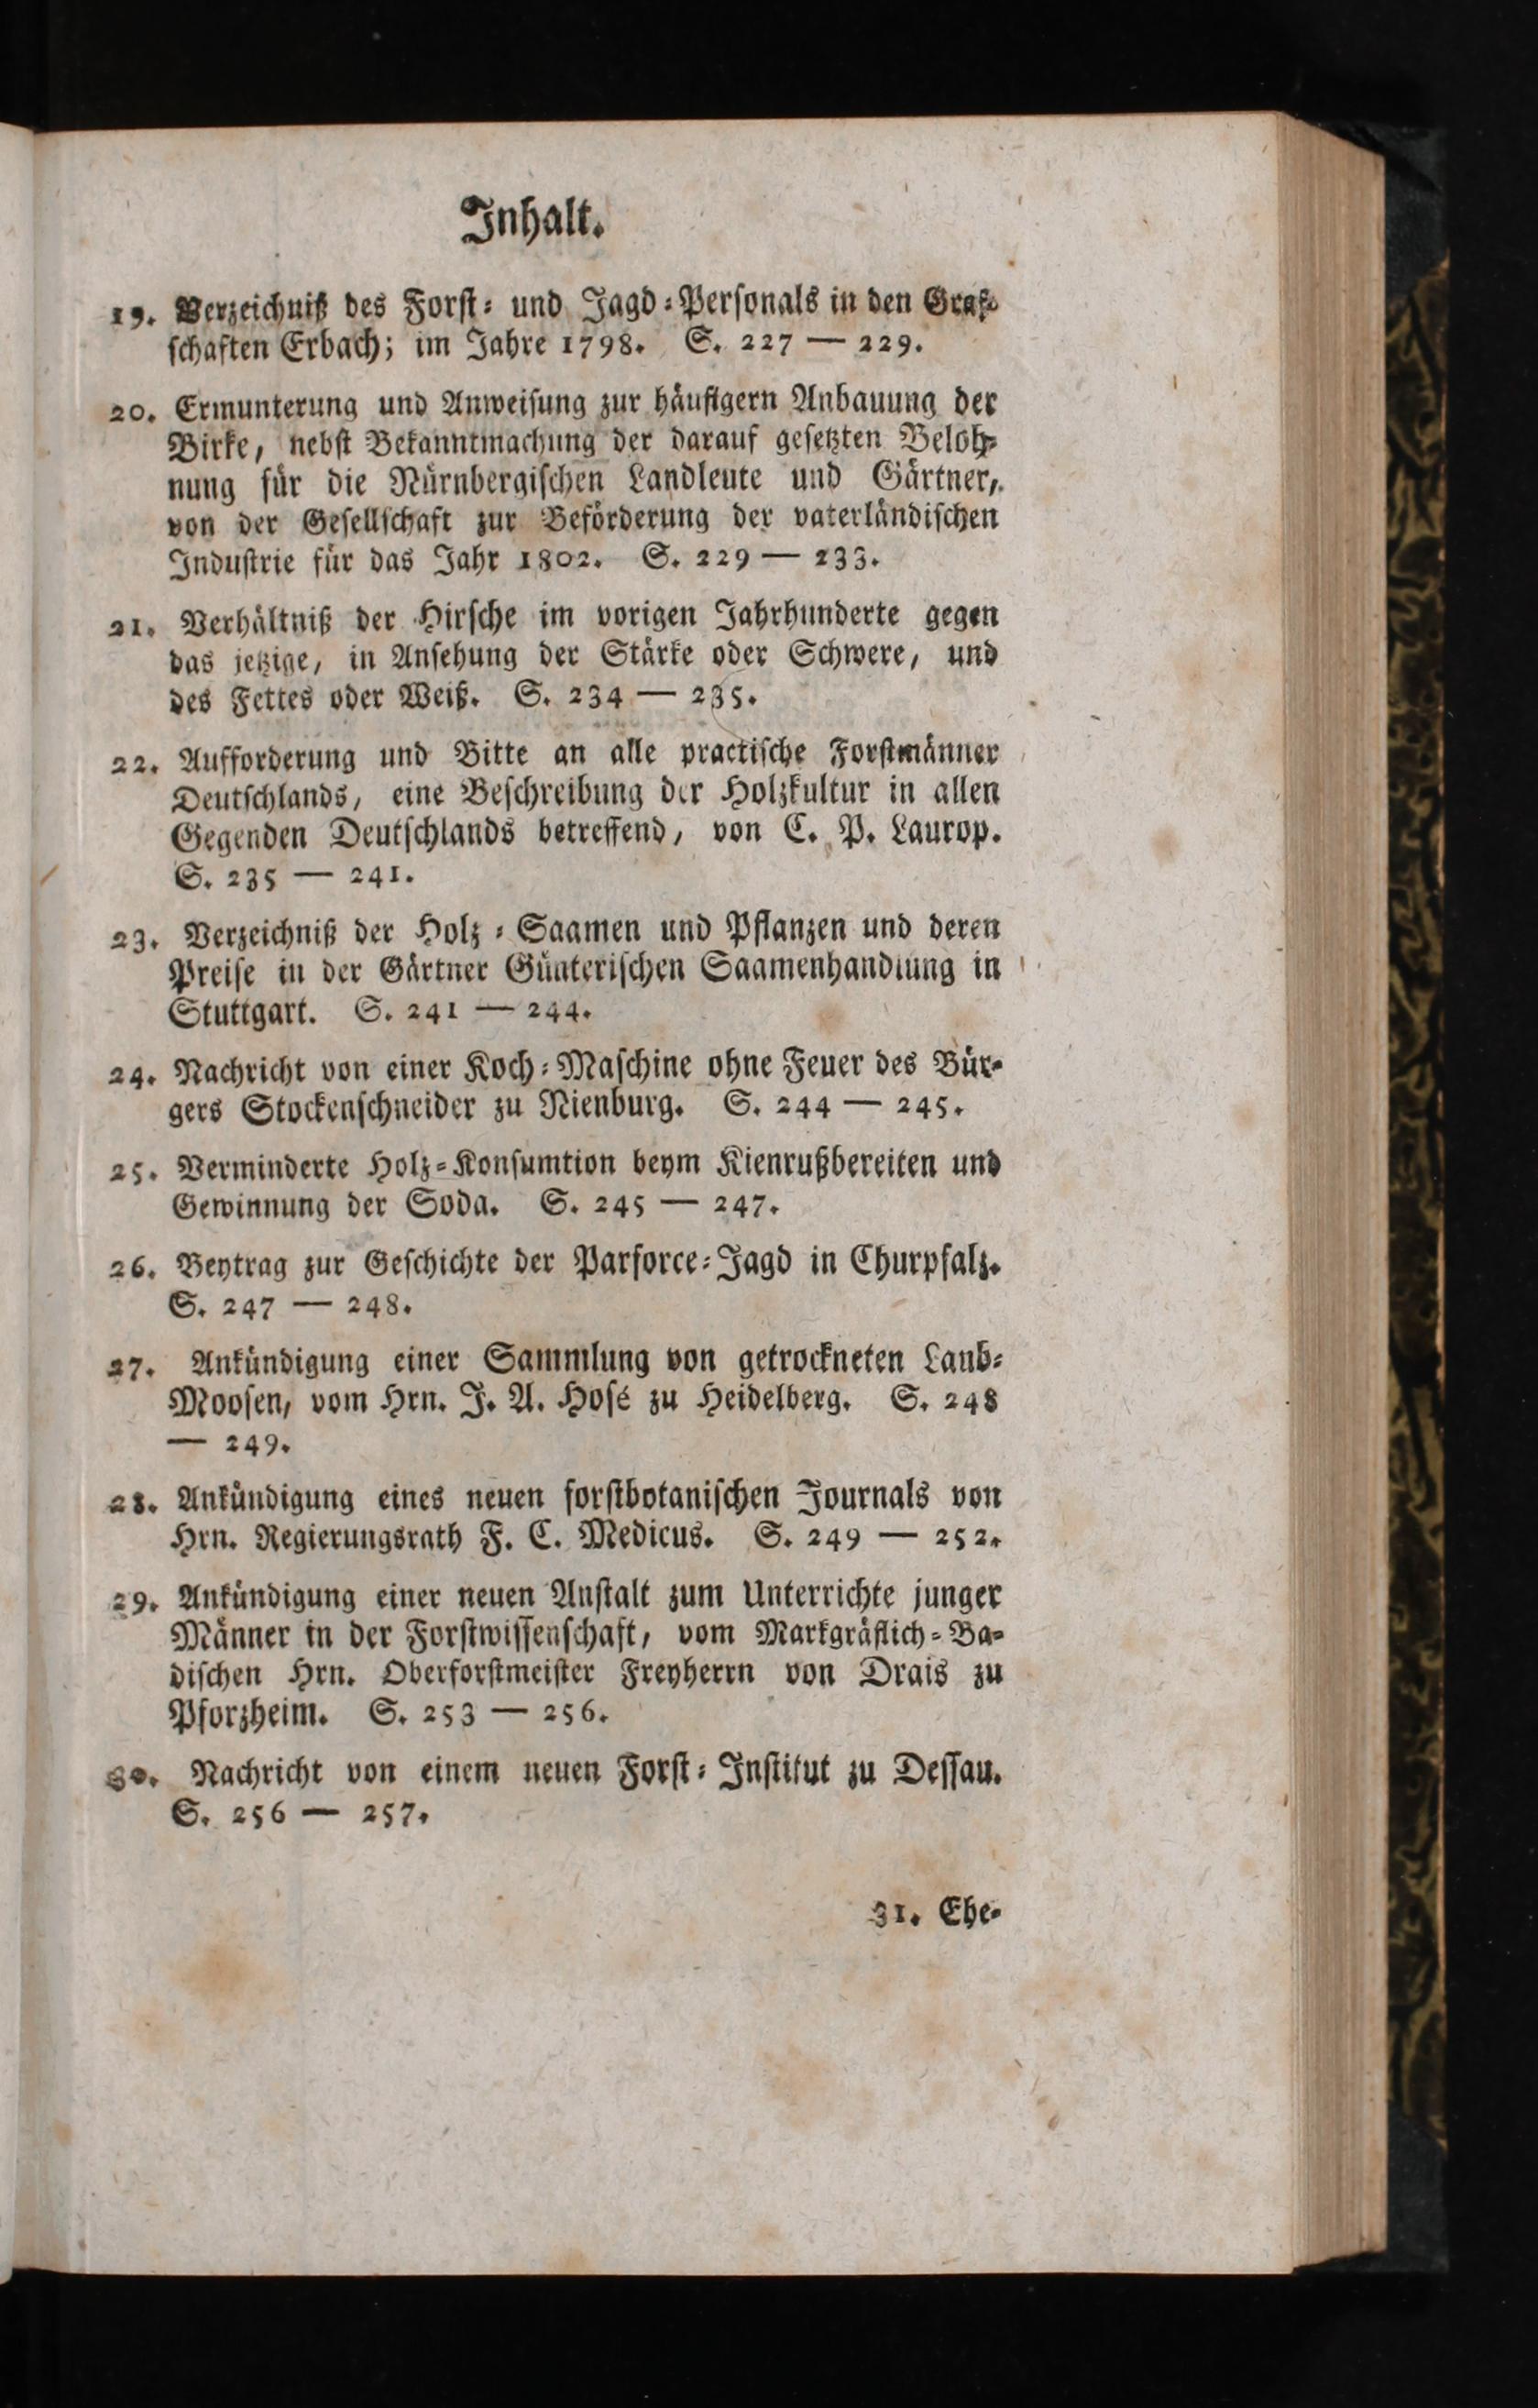 Inhalt.
19. Verzeichniß des Forst- und Jagd-Personals in den Graf-
schaften Erbach; im Jahre 1798. S. 227 — 229.
20. Ermunterung und Anweisung zur häufigern Anbauung der
Birke, nebst Bekanntmachung der darauf gesetzten Beloh-
nung für die Nürnbergischen Landleute und Gärtner,
von der Gesellschaft zur Beförderung der vaterländischen
Industrie für das Jahr 1802. S. 229 — 233.
21. Verhältniß der Hirsche im vorigen Jahrhunderte gegen
das jetzige, in Ansehung der Stärke oder Schwere, und
des Fettes oder Weiß. S. 234 — 235.
22. Aufforderung und Bitte an alle practische Forstmänner
Deutschlands, eine Beschreibung der Holzkultur in allen
Gegenden Deutschlands betreffend, von C. P. Laurop.
S. 235 — 241.
23. Verzeichniß der Holz-Saamen und Pflanzen und deren
Preise in der Gärtner Günterischen Saamenhandlung in
Stuttgart. S. 241 — 244.
24. Nachricht von einer Koch-Maschine ohne Feuer des Bür-
gers Stockenschneider zu Nienburg. S. 244 — 245.
25. Verminderte Holz-Konsumtion beym Kienrußbereiten und
Gewinnung der Soda. S. 245 — 247.
26. Beytrag zur Geschichte der Parforce-Jagd in Churpfalz.
S. 247 — 248.
27. Ankündigung einer Sammlung von getrockneten Laub-
Moosen, vom Hrn. J. A. Hosé zu Heidelberg. S. 248
— 249.
28. Ankündigung eines neuen forstbotanischen Journals von
Hrn. Regierungsrath F. C. Medicus. S. 249 — 252.
29. Ankündigung einer neuen Anstalt zum Unterrichte junger
Männer in der Forstwissenschaft, vom Markgräflich-Ba-
dischen Hrn. Oberforstmeister Freyherrn von Drais zu
Pforzheim. S. 253 — 256.
30. Nachricht von einem neuen Forst-Institut zu Dessau.
S. 256 — 257.
31. Ehe-